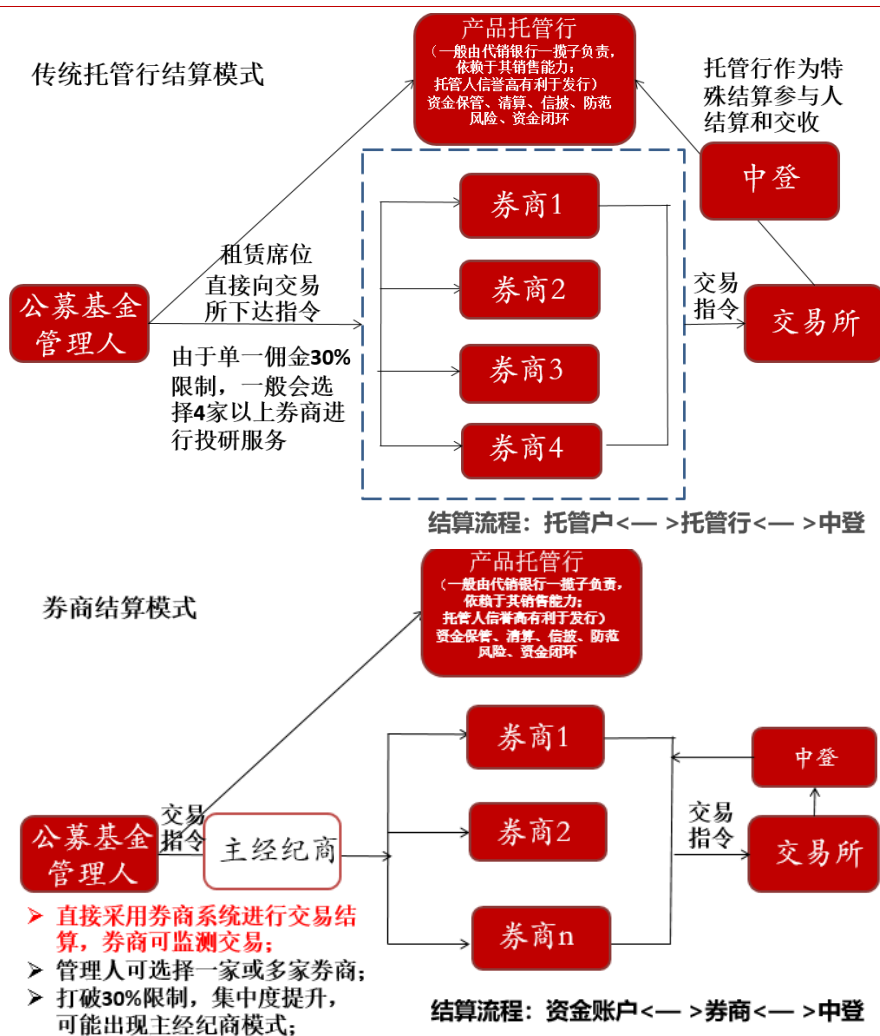 传统托管行结算模式
产品托管行
（一般由代销银行一揽子负责，
依赖于其销售能力；
托管人信誉高有利于发行）
资金保管、清算、信披、防范
风险、资金闭环
托管行作为特
殊结算参与人
结算和交收
中登
券商1
券商2
券商3
券商4
租赁席位
直接向交易
所下达指令
公募基金
管理人
由于单一佣金30%
限制，一般会选
择4家以上券商进
行投研服务
交易
指令
交易所
结算流程：托管户<— >托管行<— >中登
券商结算模式
产品托管行
（一般由代销银行一揽子负责，
依赖于其销售能力；
托管人信誉高有利于发行）
资金保管、清算、信披、防范
风险、资金闭环
券商1
券商2
券商n
中登
交易
指令
公募基金
管理人
主经纪商
交易
指令
交易所
➢ 直接采用券商系统进行交易结
算，券商可监测交易；
➢ 管理人可选择一家或多家券商；
➢ 打破30%限制，集中度提升，
可能出现主经纪商模式；
结算流程：资金账户<— >券商<— >中登